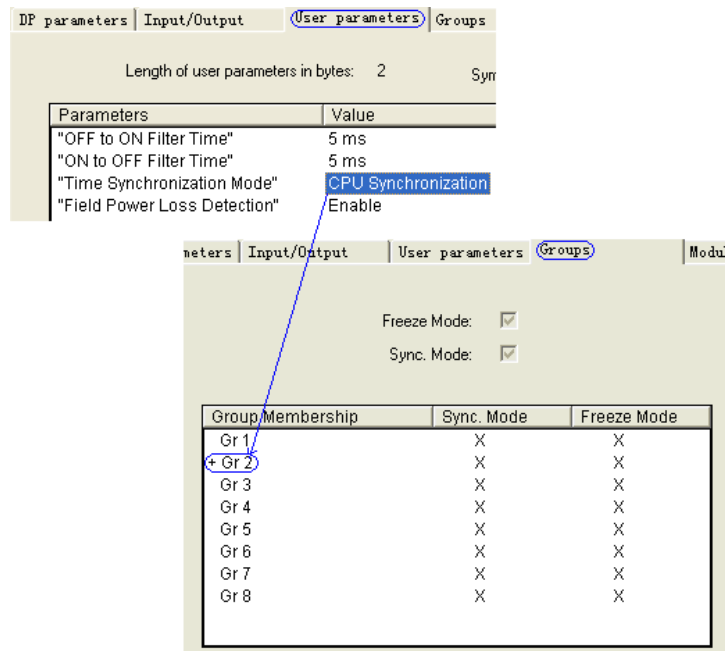 DP parameters Input/Output User parameters Groups
Length of user parameters in bytes: 2 Sym
Parameters Value
"OFF to ON Filter Time" 5 ms
"ON to OFF Filter Time" 5 ms
"Time Synchronization Mode" CPU Synchronization
"Field Power Loss Detection" Enable
meters Input/Output User parameters Groups Modul
Freeze Mode:
Sync. Mode:
Group Membership Sync. Mode Freeze Mode
Gr 1 X X
+ Gr 2 X X
Gr 3 X X
Gr 4 X X
Gr 5 X X
Gr 6 X X
Gr 7 X X
Gr 8 X X